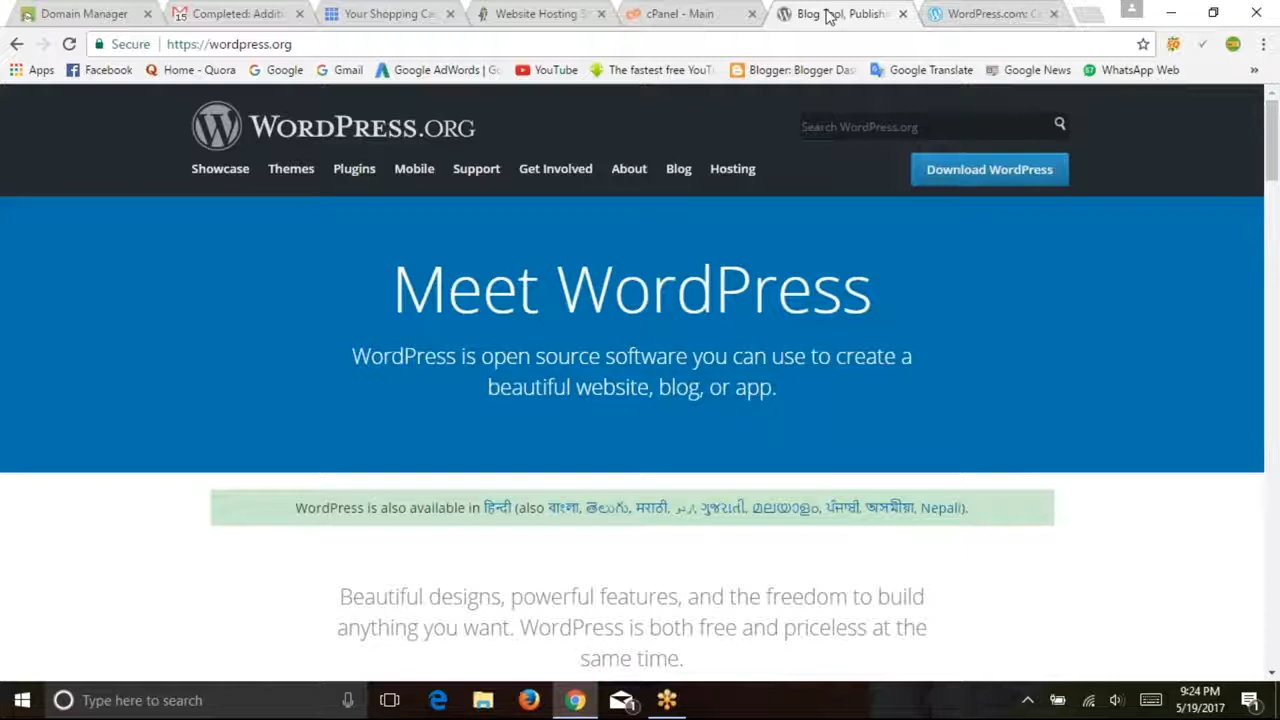 Domain Manager
Completed: Additi
Your Shopping Ca
Website Hosting S
cPanel - Main
Blog Tool, Publishe
WordPress.com: C
Secure https://wordpress.org
Apps Facebook Home - Quora Google Gmail Google AdWords | Go YouTube The fastest free YouT Blogger: Blogger Das Google Translate Google News WhatsApp Web »
WORDPRESS.ORG
Search WordPress.org
Showcase Themes Plugins Mobile Support Get Involved About Blog Hosting
Download WordPress
Meet WordPress
WordPress is open source software you can use to create a
beautiful website, blog, or app.
WordPress is also available in हिन्दी (also বাংলা, తెలుగు, मराठी, اردو, ગુજરાતી, മലയാളം, ਪੰਜਾਬੀ, অসমীয়া, Nepali).
Beautiful designs, powerful features, and the freedom to build
anything you want. WordPress is both free and priceless at the
same time.
Type here to search
9:24 PM
5/19/2017